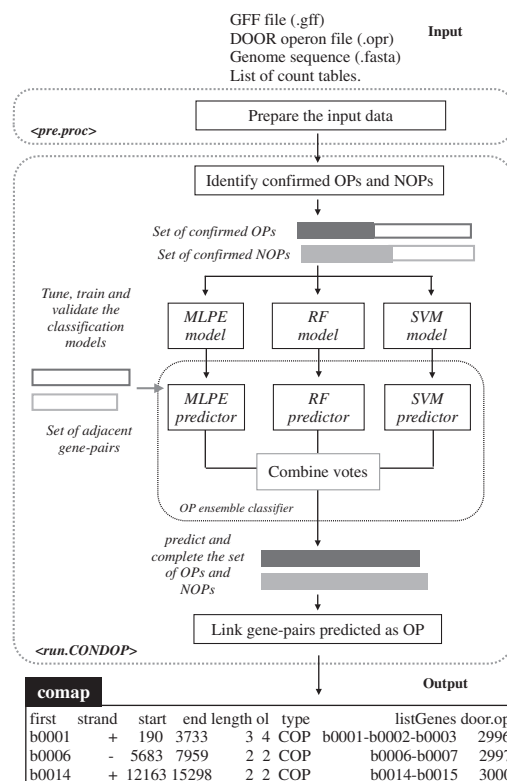 GFF file (.gff)
DOOR operon file (.opr)
Genome sequence (.fasta)
List of count tables.
Input
Prepare the input data
<pre.proc>
Identify confirmed OPs and NOPs
Set of confirmed OPs
Set of confirmed NOPs
Tune, train and
validate the
classification
models
MLPE
model
RF
model
SVM
model
Set of adjacent
gene-pairs
MLPE
predictor
RF
predictor
SVM
predictor
Combine votes
OP ensemble classifier
predict and
complete the set
of OPs and
NOPs
Link gene-pairs predicted as OP
<run.CONDOP>
Output
comap
first strand start end length ol type listGenes door.op
b0001 + 190 3733 3 4 COP b0001-b0002-b0003 2996
b0006 - 5683 7959 2 2 COP b0006-b0007 2997
b0014 + 12163 15298 2 2 COP b0014-b0015 3000